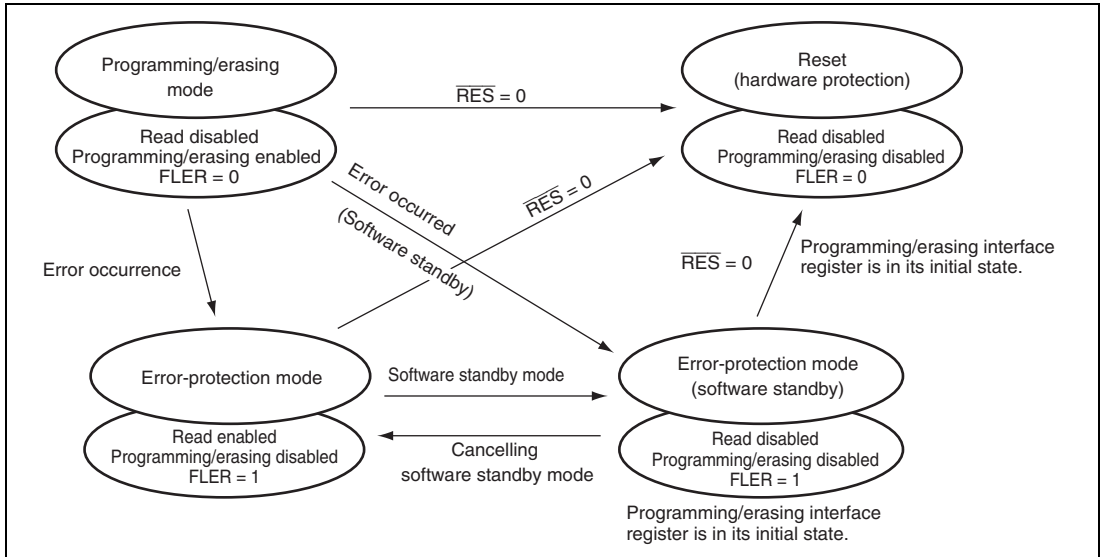 Programming/erasing
mode
Read disabled
Programming/erasing enabled
FLER = 0
R̅E̅S̅ = 0
Reset
(hardware protection)
Read disabled
Programming/erasing disabled
FLER = 0
Error occurred
(Software standby)
R̅E̅S̅ = 0
Error occurrence
R̅E̅S̅ = 0
Programming/erasing interface
register is in its initial state.
Error-protection mode
Read enabled
Programming/erasing disabled
FLER = 1
Software standby mode
Cancelling
software standby mode
Error-protection mode
(software standby)
Read disabled
Programming/erasing disabled
FLER = 1
Programming/erasing interface
register is in its initial state.